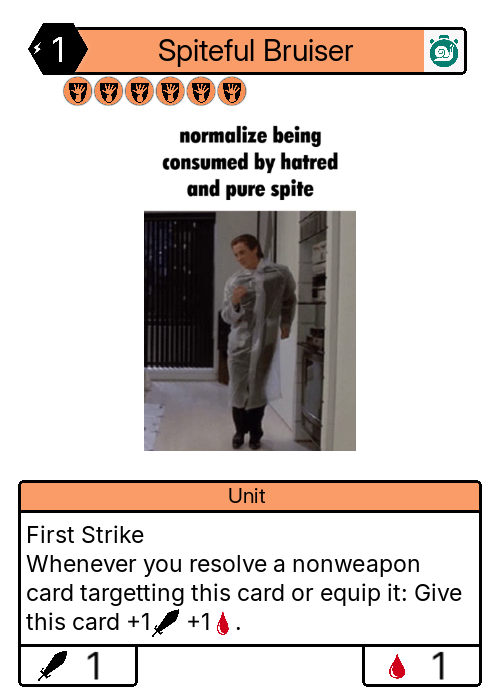 1 Spiteful Bruiser
normalize being
consumed by hatred
and pure spite
Unit
First Strike
Whenever you resolve a nonweapon
card targetting this card or equip it: Give
this card +1 +1 .
1 1